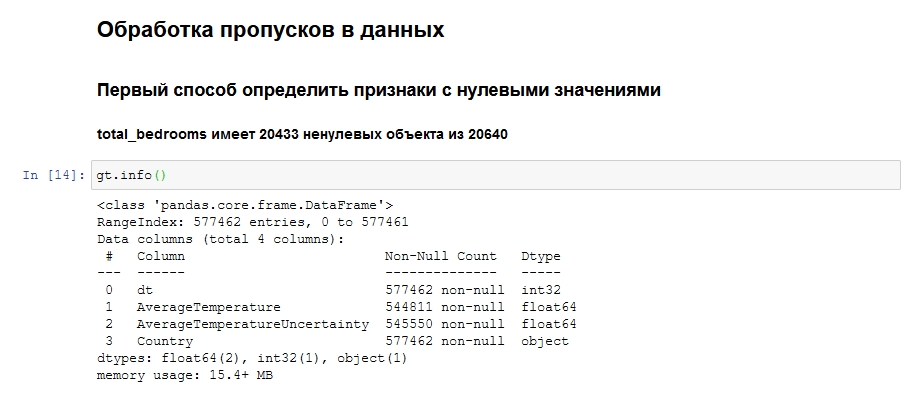 Обработка пропусков в данных
Первый способ определить признаки с нулевыми значениями
total_bedrooms имеет 20433 ненулевых объекта из 20640
In [14]: gt.info()
<class 'pandas.core.frame.DataFrame'>
RangeIndex: 577462 entries, 0 to 577461
Data columns (total 4 columns):
 #   Column                         Non-Null Count   Dtype
---  ------                         --------------   -----
 0   dt                             577462 non-null  int32
 1   AverageTemperature             544811 non-null  float64
 2   AverageTemperatureUncertainty  545550 non-null  float64
 3   Country                        577462 non-null  object
dtypes: float64(2), int32(1), object(1)
memory usage: 15.4+ MB